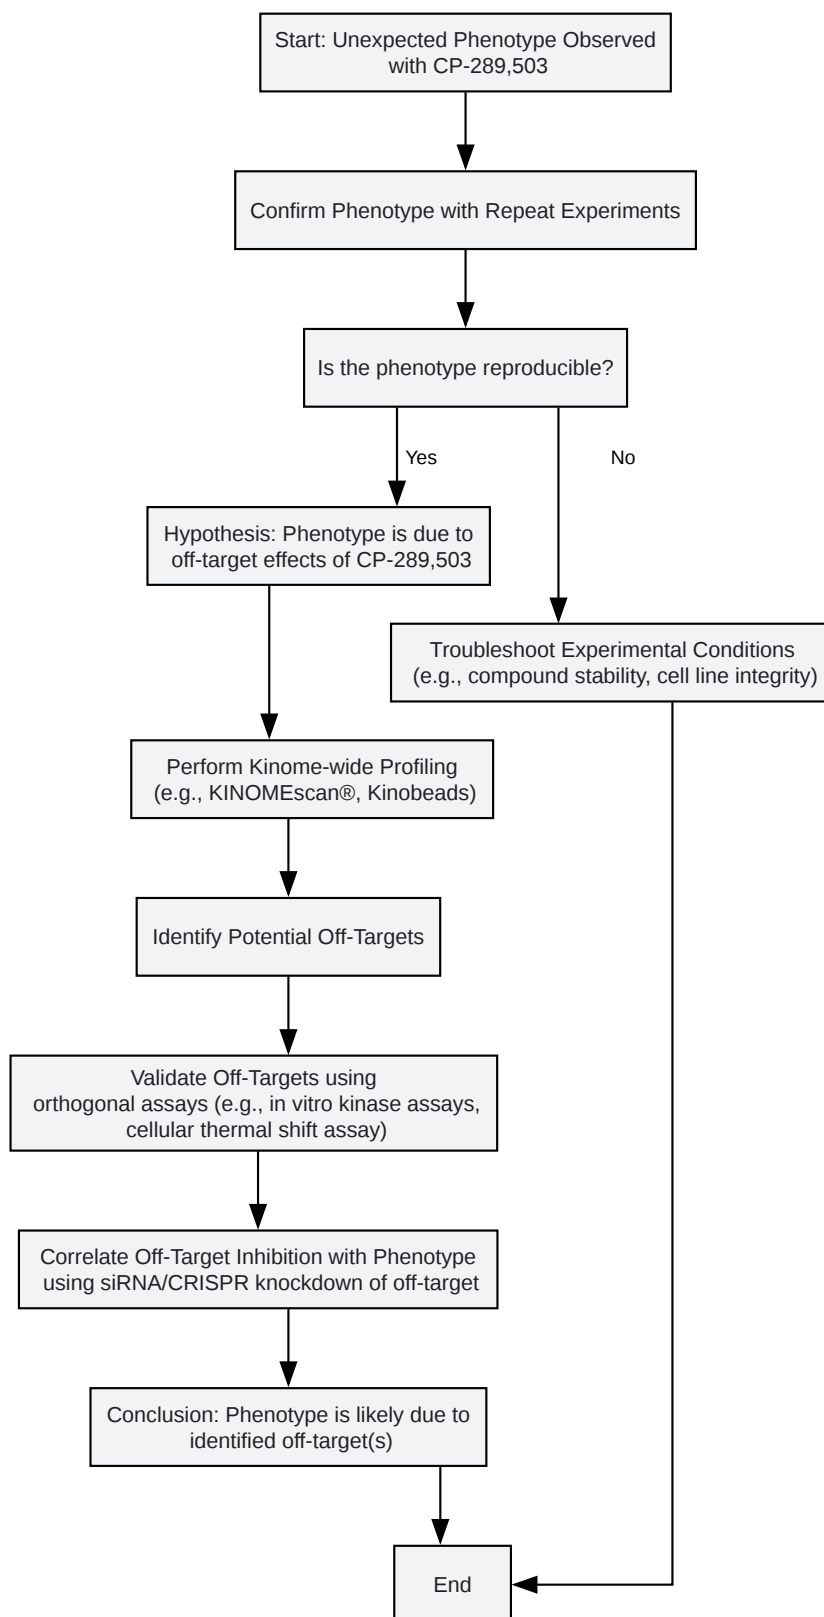 Start: Unexpected Phenotype Observed
with CP-289,503
Confirm Phenotype with Repeat Experiments
Is the phenotype reproducible?
Yes
No
Hypothesis: Phenotype is due to
off-target effects of CP-289,503
Troubleshoot Experimental Conditions
(e.g., compound stability, cell line integrity)
Perform Kinome-wide Profiling
(e.g., KINOMEscan®, Kinobeads)
Identify Potential Off-Targets
Validate Off-Targets using
orthogonal assays (e.g., in vitro kinase assays,
cellular thermal shift assay)
Correlate Off-Target Inhibition with Phenotype
using siRNA/CRISPR knockdown of off-target
Conclusion: Phenotype is likely due to
identified off-target(s)
End